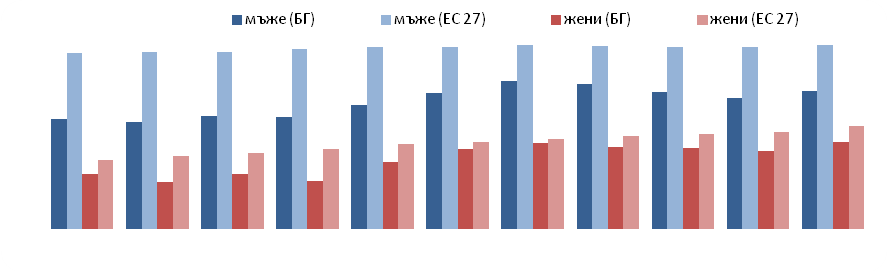 мъже (БГ) мъже (ЕС 27) жени (БГ) жени (ЕС 27)